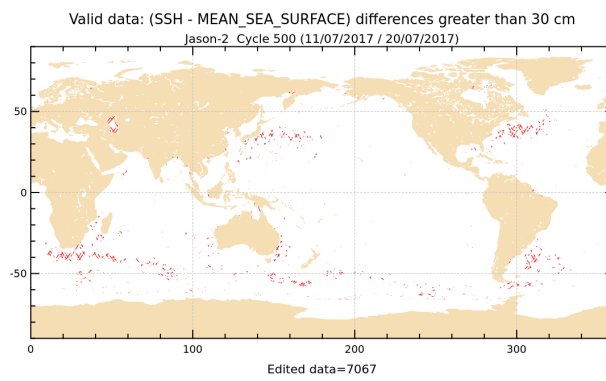 Valid data: (SSH - MEAN_SEA_SURFACE) differences greater than 30 cm
Jason-2 Cycle 500 (11/07/2017 / 20/07/2017)
50
0
-50
0 100 200 300
Edited data=7067